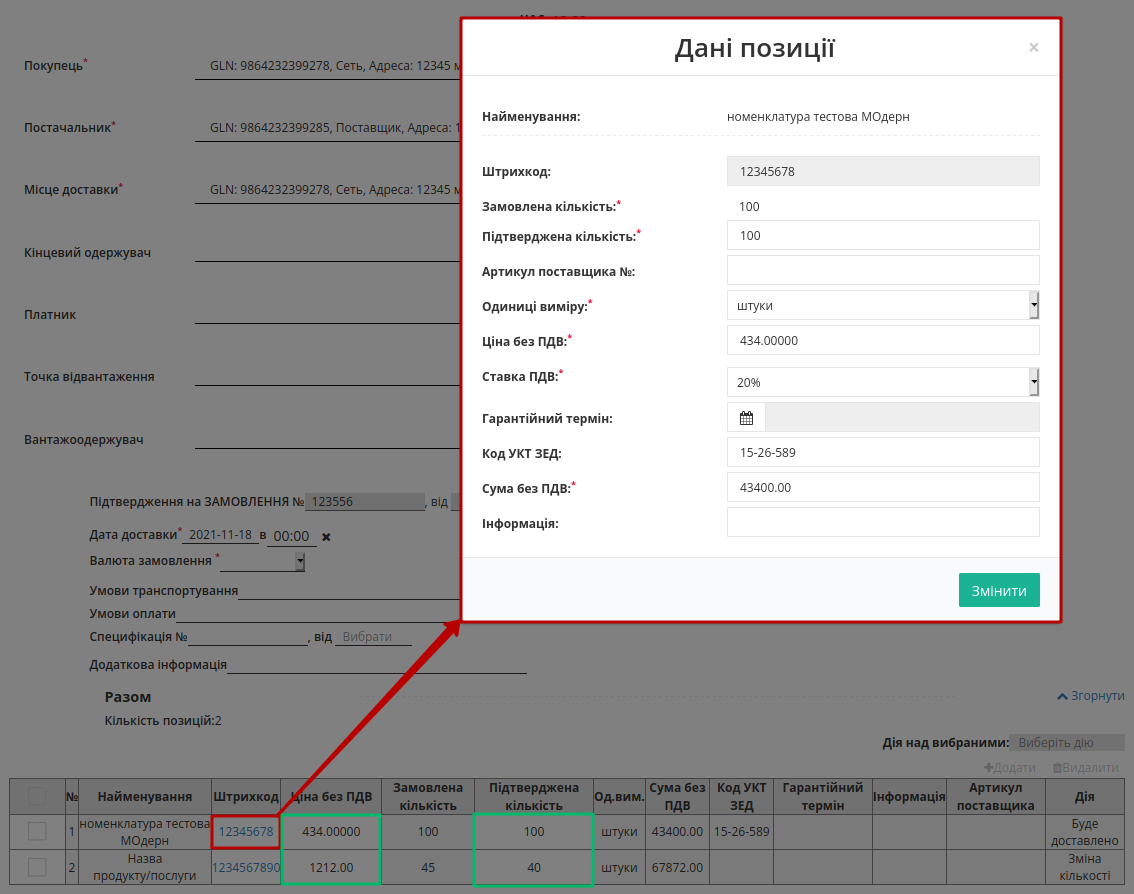 Дані позиції ×
Найменування: номенклатура тестова МОдерн
Штрихкод: 12345678
Замовлена кількість:* 100
Підтверджена кількість:* 100
Артикул поставщика №:
Одиниці виміру:* штуки
Ціна без ПДВ:* 434.00000
Ставка ПДВ:* 20%
Гарантійний термін:
Код УКТ ЗЕД: 15-26-589
Сума без ПДВ:* 43400.00
Інформація:
Змінити
Покупець* GLN: 9864232399278, Сеть, Адреса: 12345 м
Постачальник* GLN: 9864232399285, Поставщик, Адреса: 1
Місце доставки* GLN: 9864232399278, Сеть, Адреса: 12345 м
Кінцевий одержувач
Платник
Точка відвантаження
Вантажоодержувач
Підтвердження на ЗАМОВЛЕННЯ № 123556 , від
Дата доставки* 2021-11-18 в 00:00 ×
Валюта замовлення *
Умови транспортування
Умови оплати
Специфікація № , від Вибрати
Додаткова інформація
Разом Згорнути
Кількість позицій:2
Дія над вибраними: Виберіть дію
+Додати Видалити
№ Найменування Штрихкод Ціна без ПДВ Замовлена кількість Підтверджена кількість Од.вим. Сума без ПДВ Код УКТ ЗЕД Гарантійний термін Інформація Артикул поставщика Дія
1 номенклатура тестова МОдерн 12345678 434.00000 100 100 штуки 43400.00 15-26-589 Буде доставлено
2 Назва продукту/послуги 1234567890 1212.00 45 40 штуки 67872.00 Зміна кількості